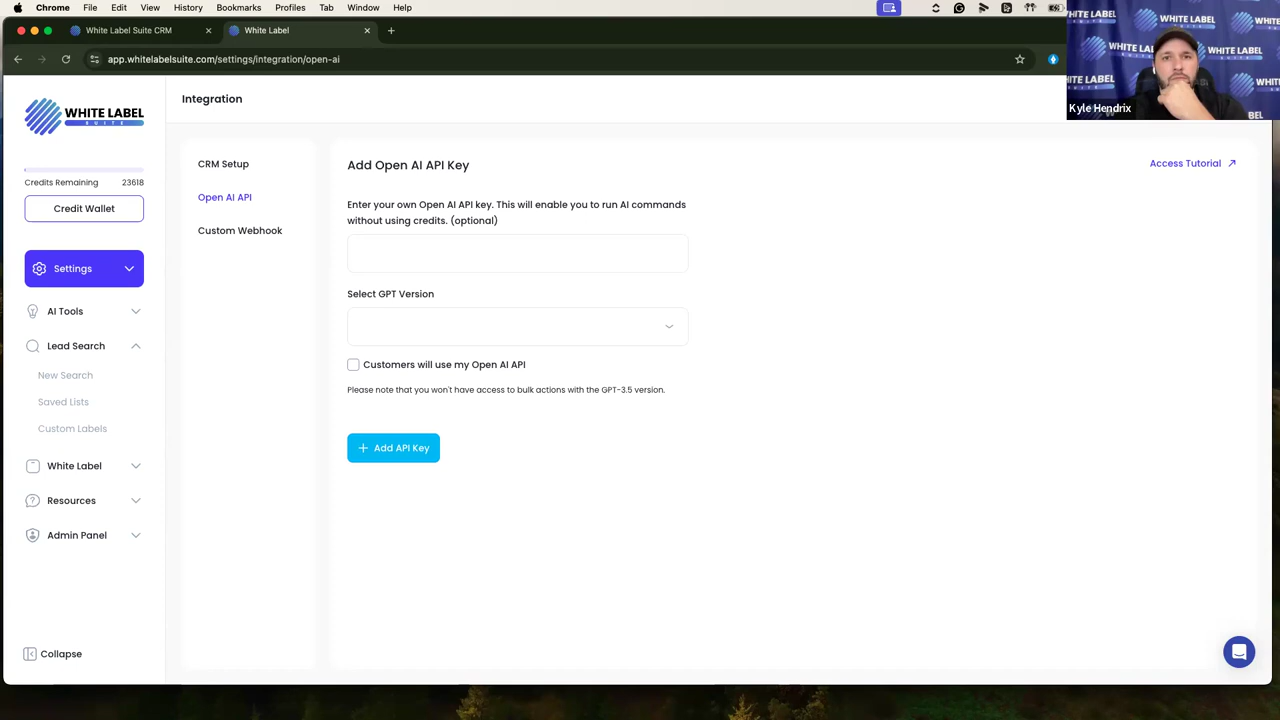 Chrome File Edit View History Bookmarks Profiles Tab Window Help
White Label Suite CRM
White Label
app.whitelabelsuite.com/settings/integration/open-ai
Kyle Hendrix
WHITE LABEL
SUITE
Credits Remaining 23618
Credit Wallet
Settings
AI Tools
Lead Search
New Search
Saved Lists
Custom Labels
White Label
Resources
Admin Panel
Collapse
Integration
CRM Setup
Open AI API
Custom Webhook
Add Open AI API Key
Access Tutorial
Enter your own Open AI API key. This will enable you to run AI commands
without using credits. (optional)
Select GPT Version
Customers will use my Open AI API
Please note that you won't have access to bulk actions with the GPT-3.5 version.
+ Add API Key